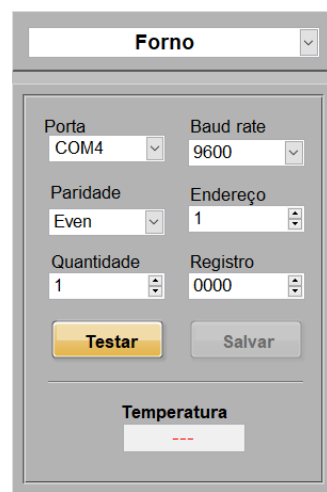 Forno
Porta Baud rate
COM4 9600
Paridade Endereço
Even 1
Quantidade Registro
1 0000
Testar Salvar
Temperatura
---